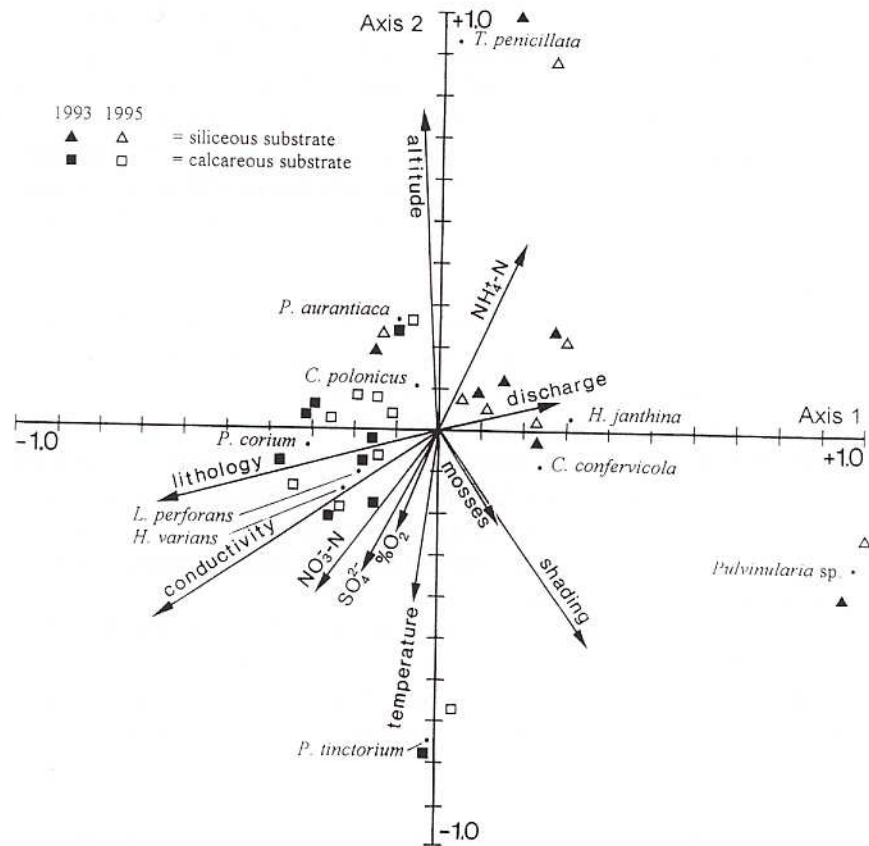 Axis 2
+1.0
T. penicillata
1993 1995
= siliceous substrate
= calcareous substrate
altitude
NH₄⁺-N
P. aurantiaca
C. polonicus
discharge
H. janthina
Axis 1
-1.0
+1.0
P. corium
C. confervicola
lithology
mosses
L. perforans
H. varians
conductivity
NO₃⁻-N
SO₄²⁻
%O₂
shading
Pulvinularia sp.
temperature
P. tinctorium
-1.0